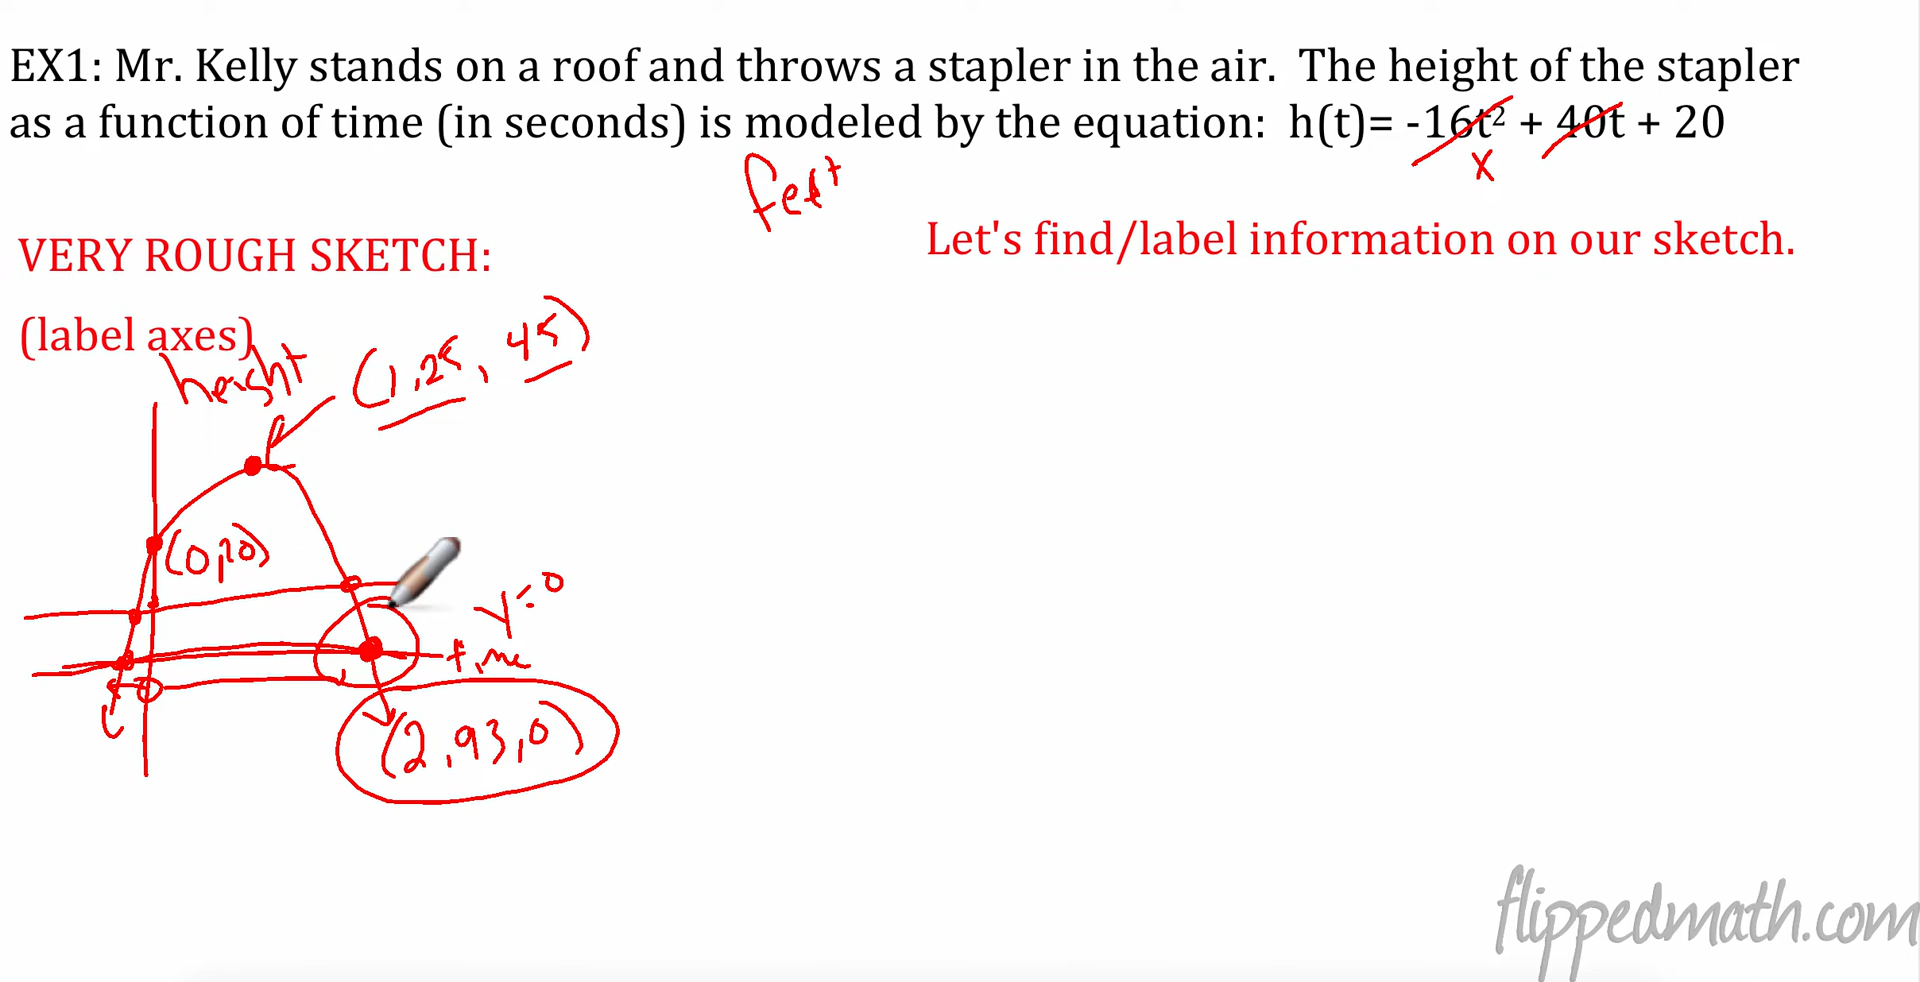 EX1: Mr. Kelly stands on a roof and throws a stapler in the air. The height of the stapler
as a function of time (in seconds) is modeled by the equation: h(t)= -16t² + 40t + 20
x
feet
Let's find/label information on our sketch.
VERY ROUGH SKETCH:
(label axes)
height
(1.25, 45)
(0,20)
y=0
time
(2.93,0)
flippedmath.com